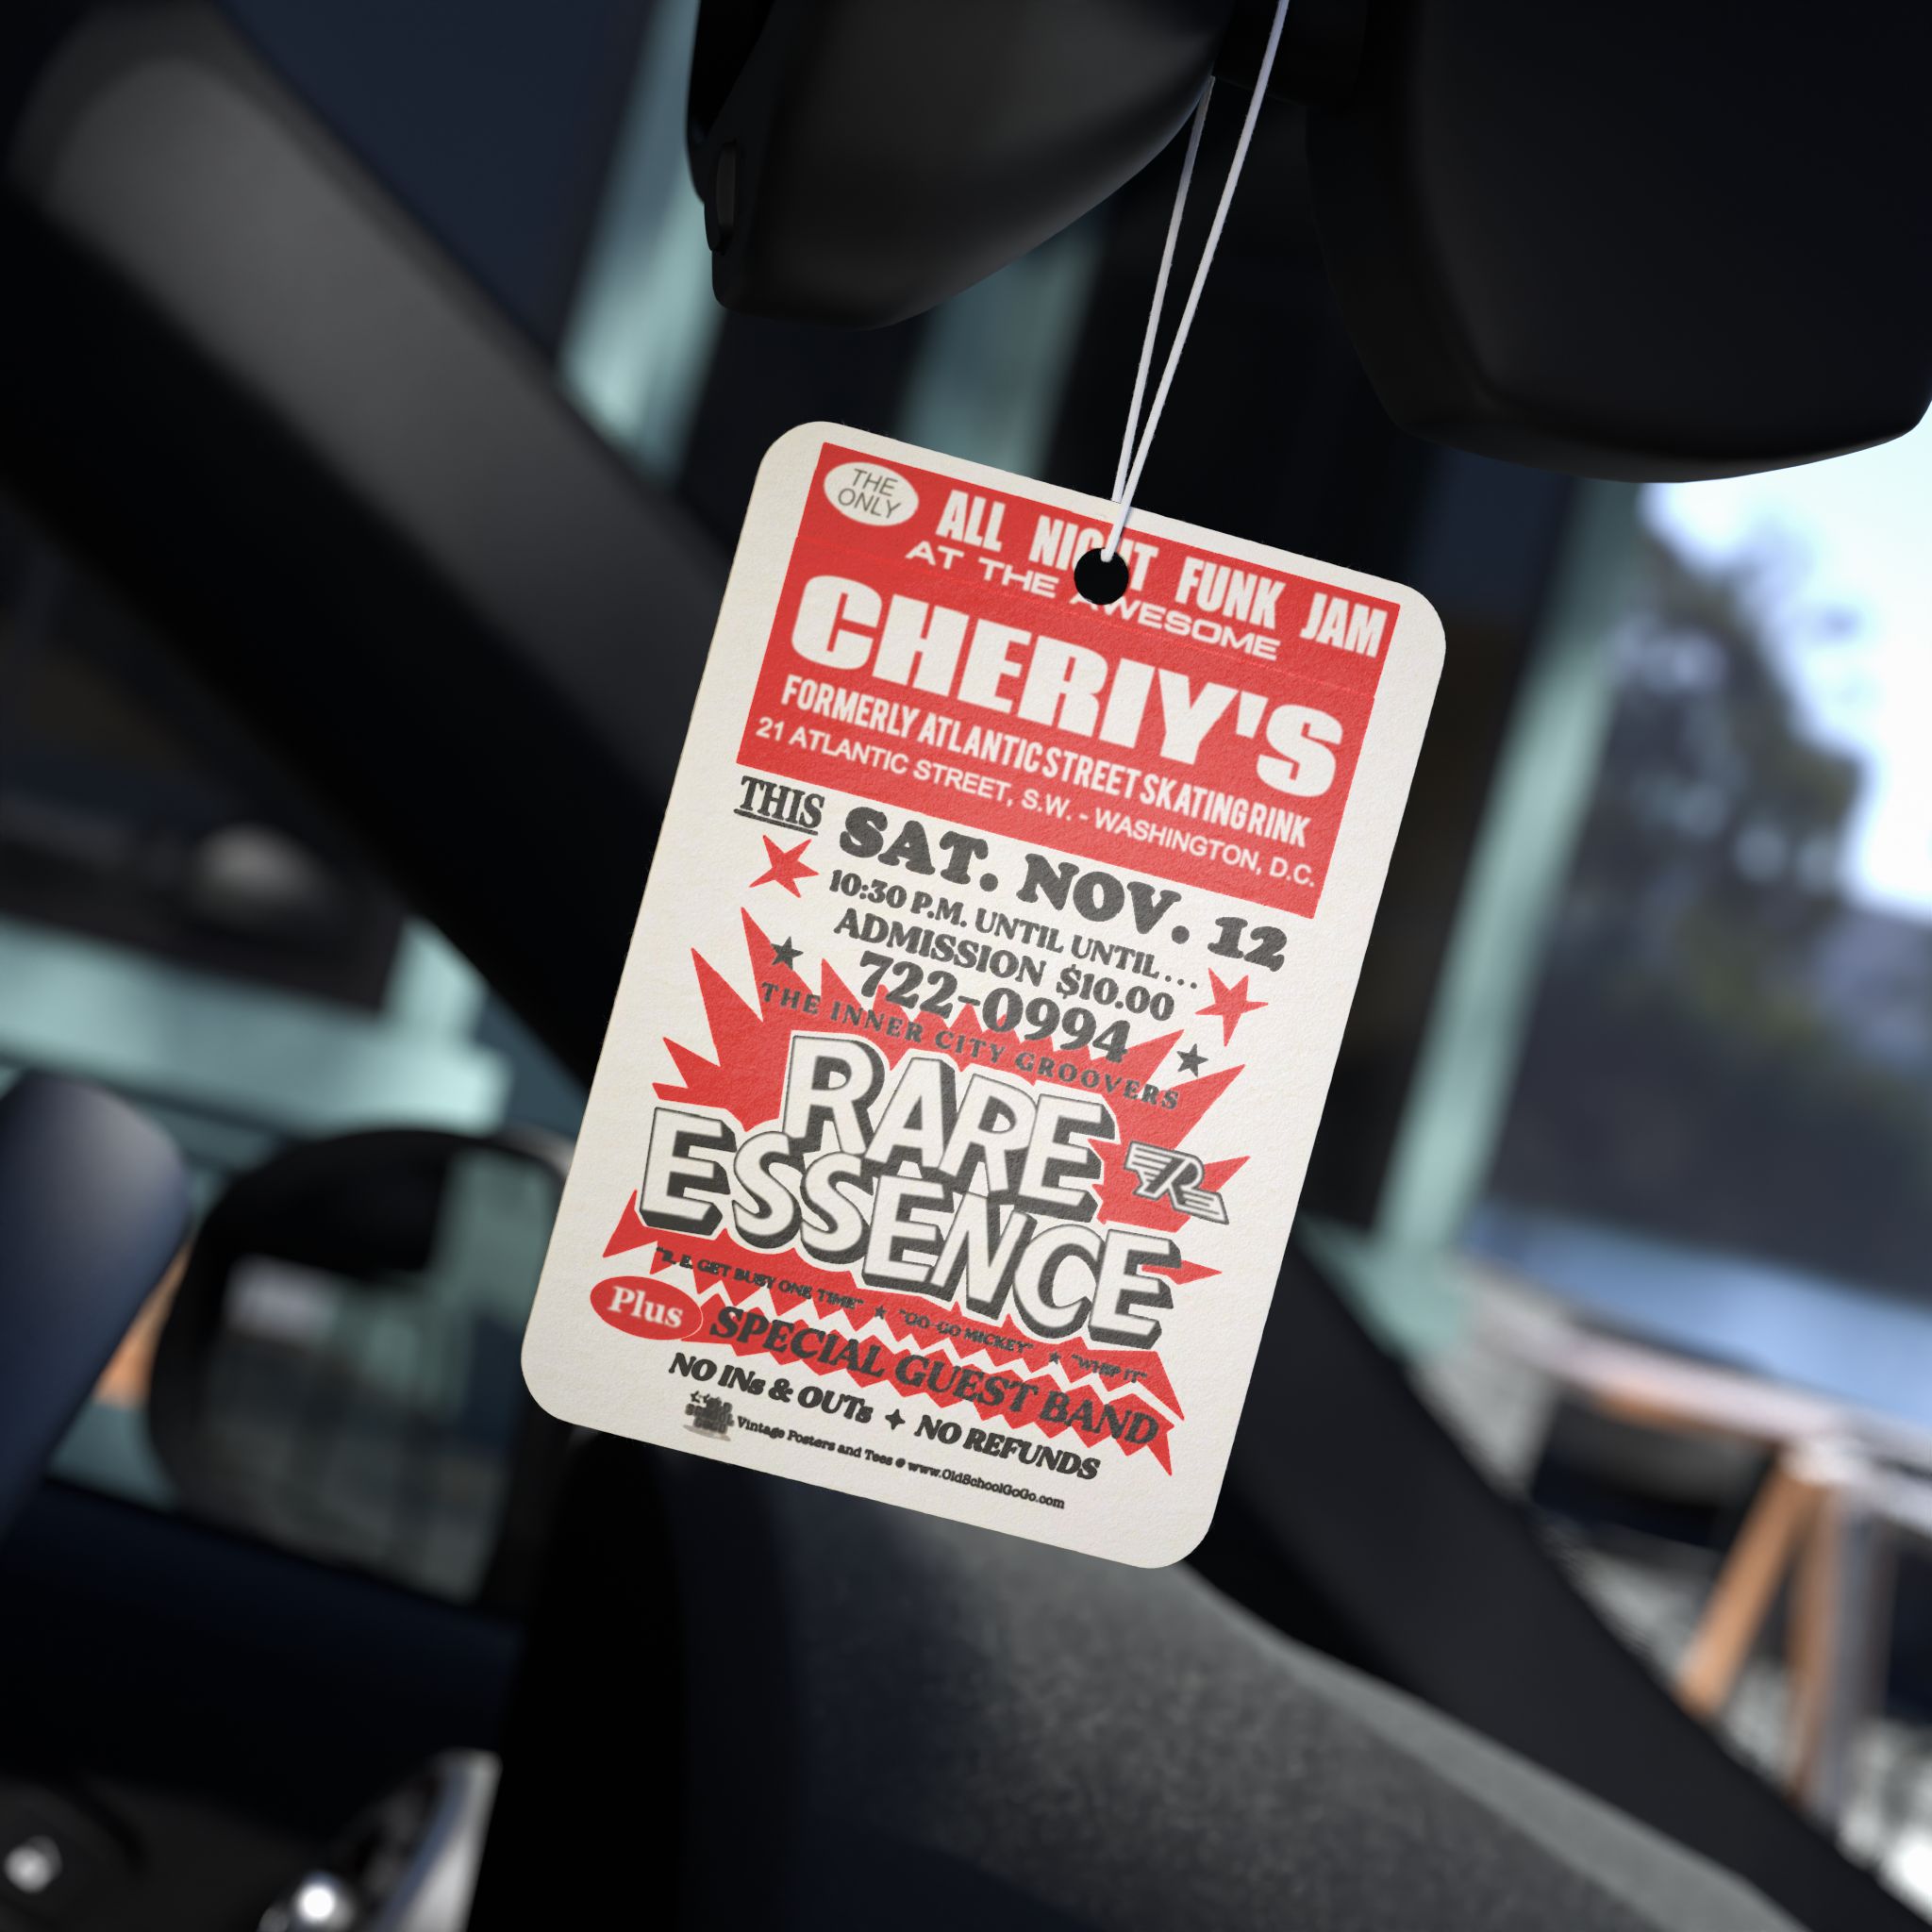 THE
ONLY
ALL NIGHT FUNK JAM
AT THE AWESOME
CHERIY'S
FORMERLY ATLANTIC STREET SKATING RINK
21 ATLANTIC STREET, S.W. - WASHINGTON, D.C.
THIS SAT. NOV. 12
10:30 P.M. UNTIL UNTIL...
ADMISSION $10.00
722-0994
THE INNER CITY GROOVERS
RARE
ESSENCE
R
"R. E. GET BUSY ONE TIME" ★ "GO-GO MICKEY" ★ "WHIP IT"
Plus SPECIAL GUEST BAND
NO INs & OUTs ✦ NO REFUNDS
Vintage Posters and Tees @ www.OldSchoolGoGo.com